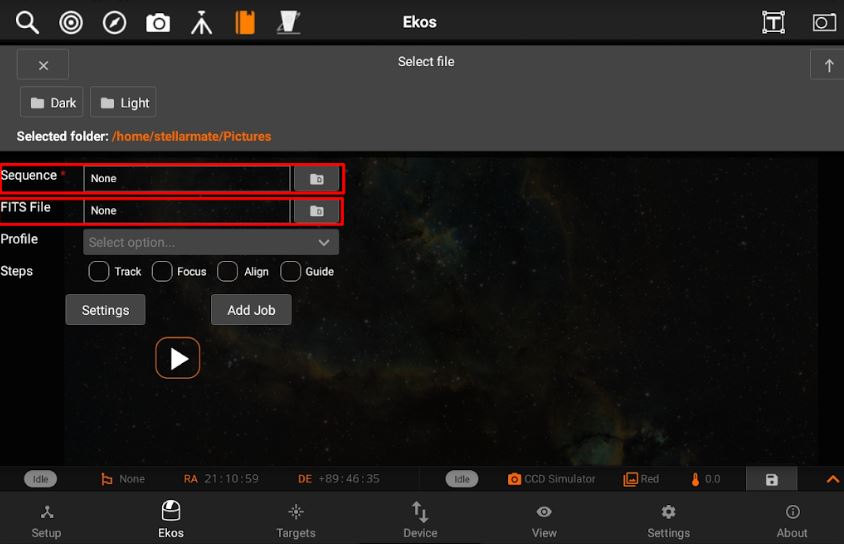 Ekos
Select file
Dark Light
Selected folder: /home/stellarmate/Pictures
Sequence * None
FITS File None
Profile Select option...
Steps Track Focus Align Guide
Settings Add Job
Idle None RA 21:10:59 DE +89:46:35 Idle CCD Simulator Red 0.0
Setup Ekos Targets Device View Settings About